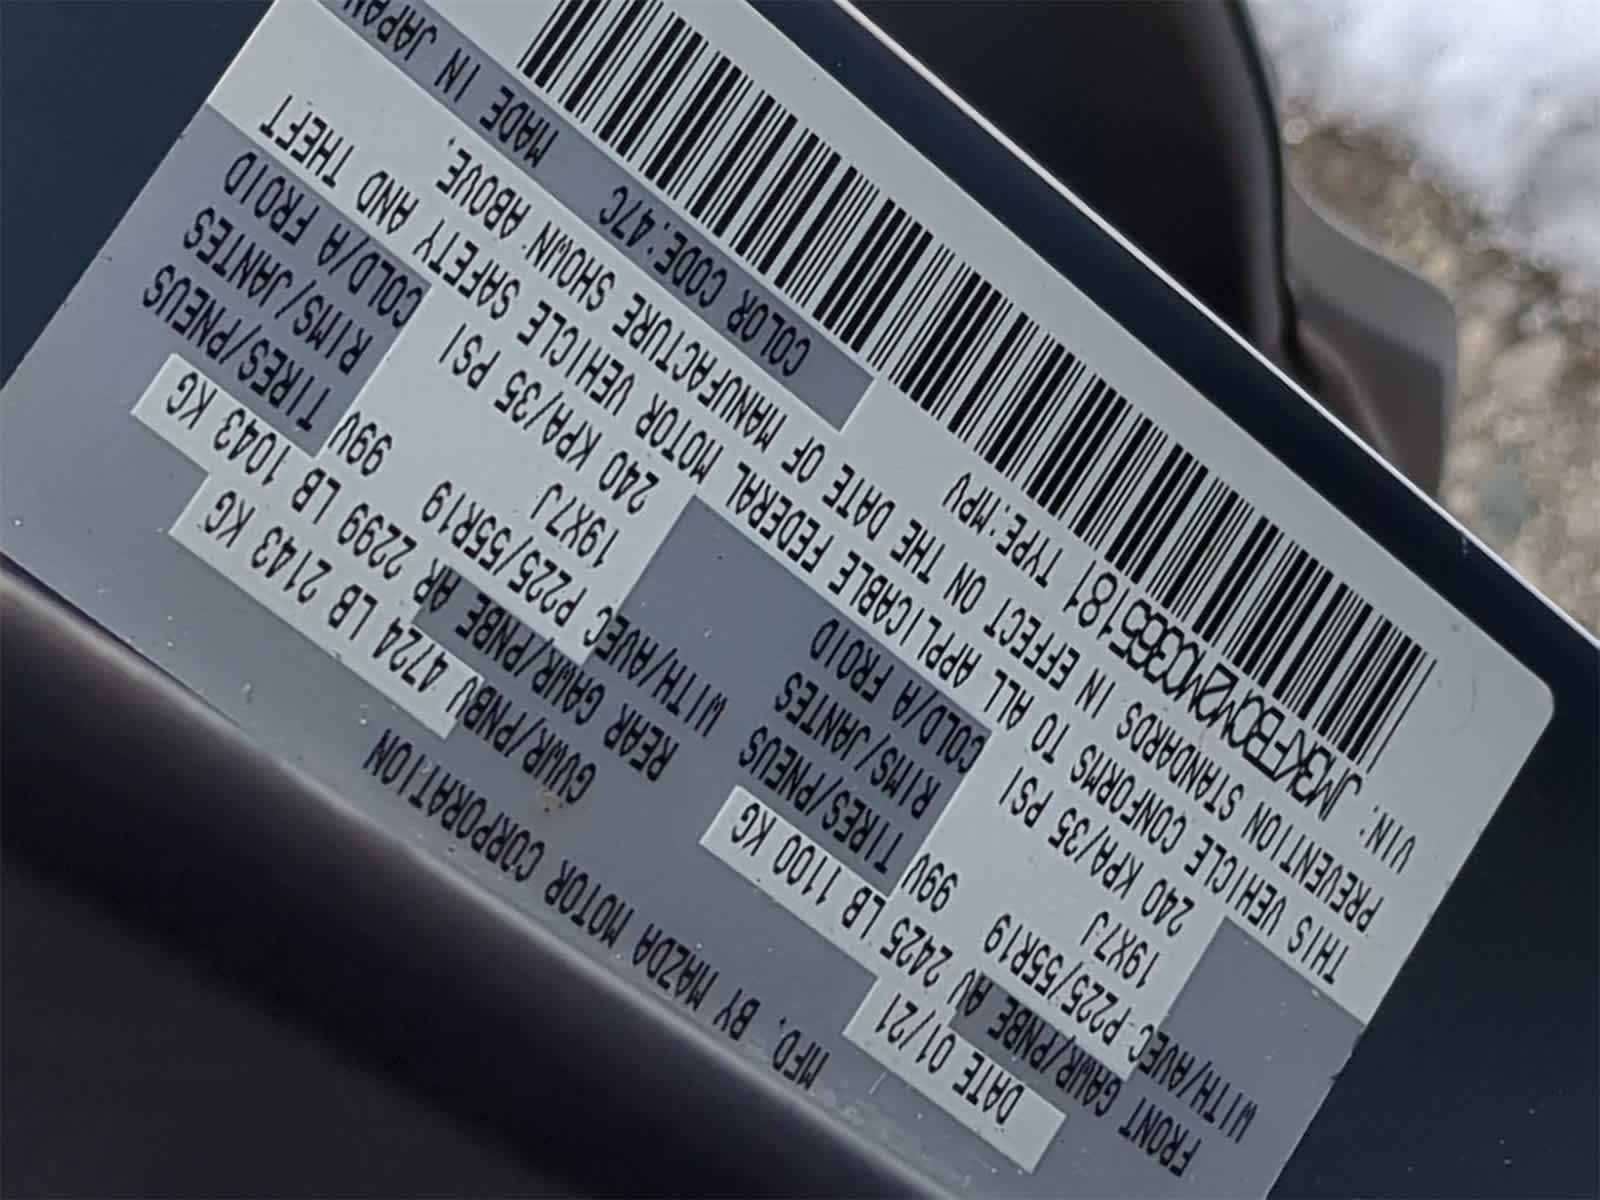 MFD. BY MAZDA MOTOR CORPORATION
DATE 01/21 GVWR/PNBV 4724 LB 2143 KG
FRONT GAWR/PNBE AV 2425 LB 1100 KG REAR GAWR/PNBE AR 2299 LB 1043 KG
WITH/AVEC P225/55R19 99V TIRES/PNEUS WITH/AVEC P225/55R19 99V TIRES/PNEUS
19X7J RIMS/JANTES 19X7J RIMS/JANTES
240 KPA/35 PSI COLD/A FROID 240 KPA/35 PSI COLD/A FROID
THIS VEHICLE CONFORMS TO ALL APPLICABLE FEDERAL MOTOR VEHICLE SAFETY AND THEFT
PREVENTION STANDARDS IN EFFECT ON THE DATE OF MANUFACTURE SHOWN ABOVE.
VIN: JM3KFBCM2M0365181 TYPE:MPV COLOR CODE:47C MADE IN JAPAN